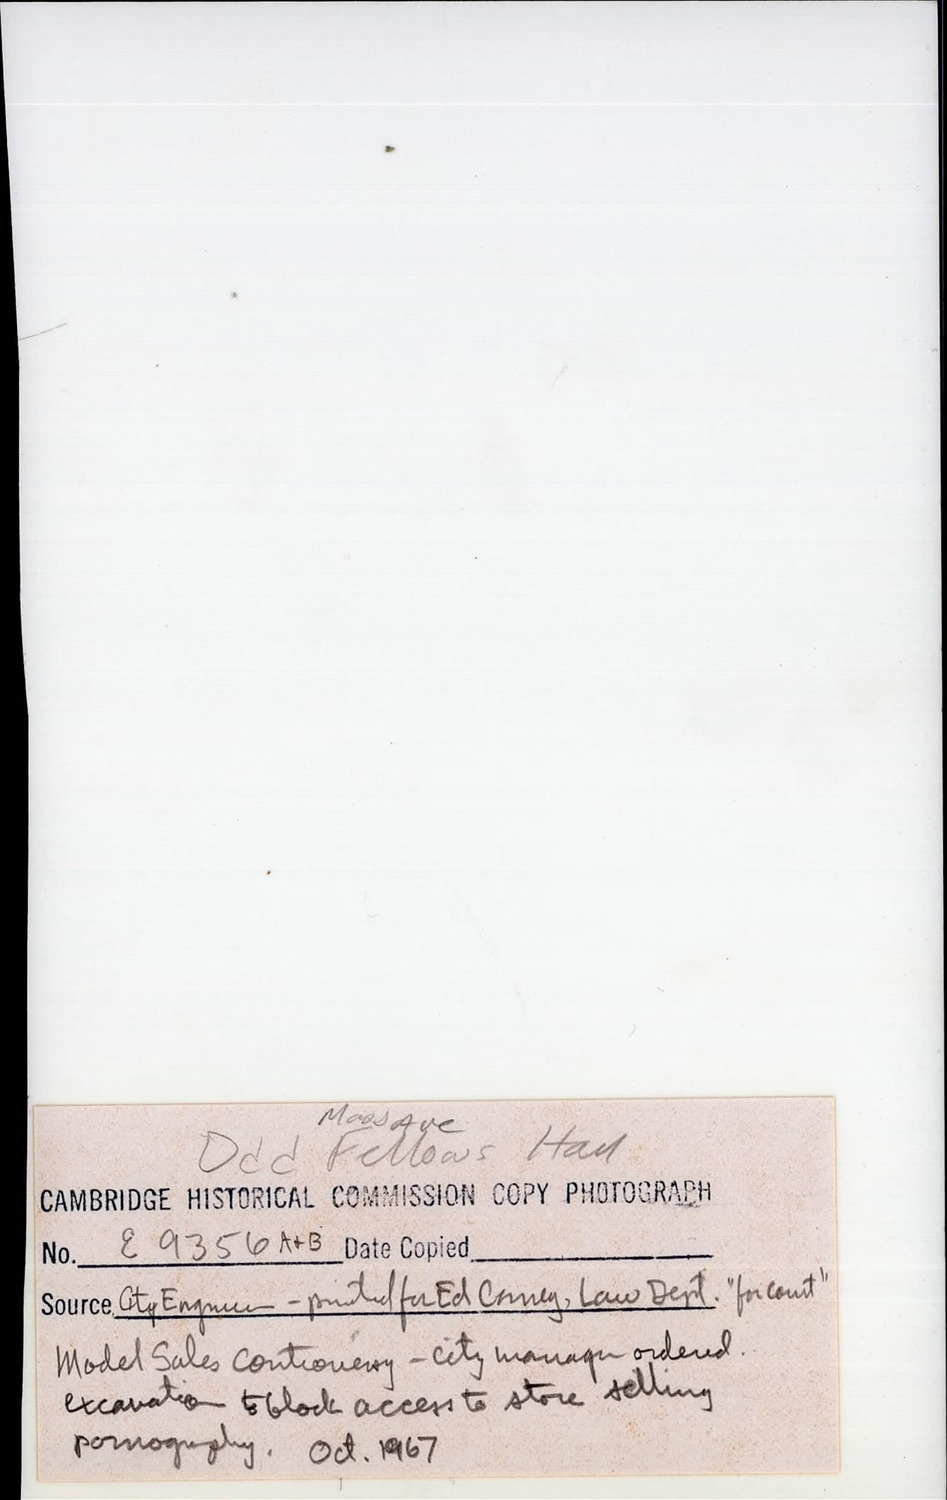 Mass Ave
Odd Fellows Hall
CAMBRIDGE HISTORICAL COMMISSION COPY PHOTOGRAPH
No. E 9356 A+B Date Copied
Source City Engineer - printed for Ed Conney, Law Dept. "for court"
Model Sales controversy - city manager ordered.
excavation to block access to store selling
pornography. Oct. 1967